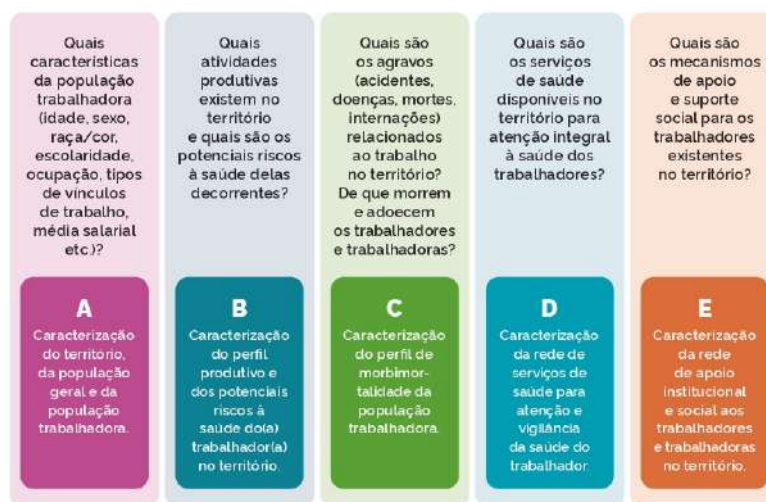 Quais
características
da população
trabalhadora
(idade, sexo,
raça/cor,
escolaridade,
ocupação, tipos
de vínculos
de trabalho,
média salarial
etc.)?
A
Caracterização
do território,
da população
geral e da
população
trabalhadora.
Quais
atividades
produtivas
existem no
território
e quais são os
potenciais riscos
à saúde delas
decorrentes?
B
Caracterização
do perfil
produtivo e
dos potenciais
riscos à
saúde do(a)
trabalhador(a)
no território.
Quais são
os agravos
(acidentes,
doenças, mortes,
internações)
relacionados
ao trabalho
no território?
De que morrem
e adoecem
os trabalhadores
e trabalhadoras?
C
Caracterização
do perfil de
morbimor-
talidade da
população
trabalhadora.
Quais são
os serviços
de saúde
disponíveis no
território para
atenção integral
à saúde dos
trabalhadores?
D
Caracterização
da rede de
serviços de
saúde para
atenção e
vigilância
da saúde do
trabalhador.
Quais são
os mecanismos
de apoio
e suporte
social para os
trabalhadores
existentes
no território?
E
Caracterização
da rede
de apoio
institucional
e social aos
trabalhadores
e trabalhadoras
no território.